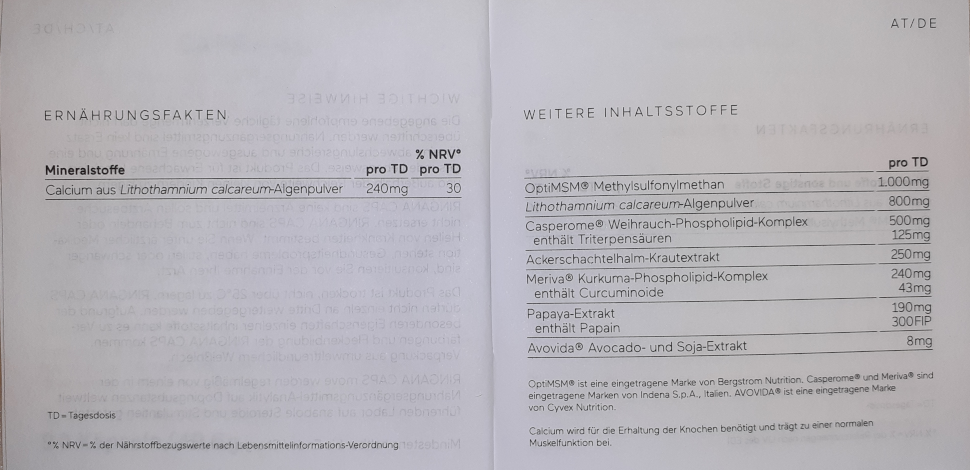 AT/DE
ERNÄHRUNGSFAKTEN
% NRV°
Mineralstoffe pro TD pro TD
Calcium aus Lithothamnium calcareum-Algenpulver 240mg 30
TD = Tagesdosis
°% NRV = % der Nährstoffbezugswerte nach Lebensmittelinformations-Verordnung
WEITERE INHALTSSTOFFE
pro TD
OptiMSM® Methylsulfonylmethan 1.000mg
Lithothamnium calcareum-Algenpulver 800mg
Casperome® Weihrauch-Phospholipid-Komplex 500mg
enthält Triterpensäuren 125mg
Ackerschachtelhalm-Krautextrakt 250mg
Meriva® Kurkuma-Phospholipid-Komplex 240mg
enthält Curcuminoide 43mg
Papaya-Extrakt 190mg
enthält Papain 300FIP
Avovida® Avocado- und Soja-Extrakt 8mg
OptiMSM® ist eine eingetragene Marke von Bergstrom Nutrition. Casperome® und Meriva® sind
eingetragene Marken von Indena S.p.A., Italien. AVOVIDA® ist eine eingetragene Marke
von Cyvex Nutrition.
Calcium wird für die Erhaltung der Knochen benötigt und trägt zu einer normalen
Muskelfunktion bei.